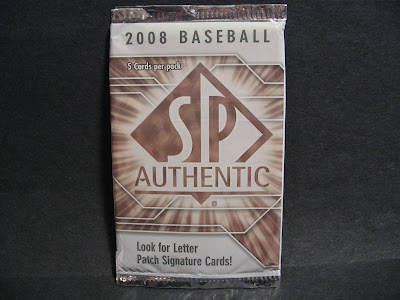 2008 BASEBALL
5 Cards per pack
SP
AUTHENTIC
®
Look for Letter
Patch Signature Cards!